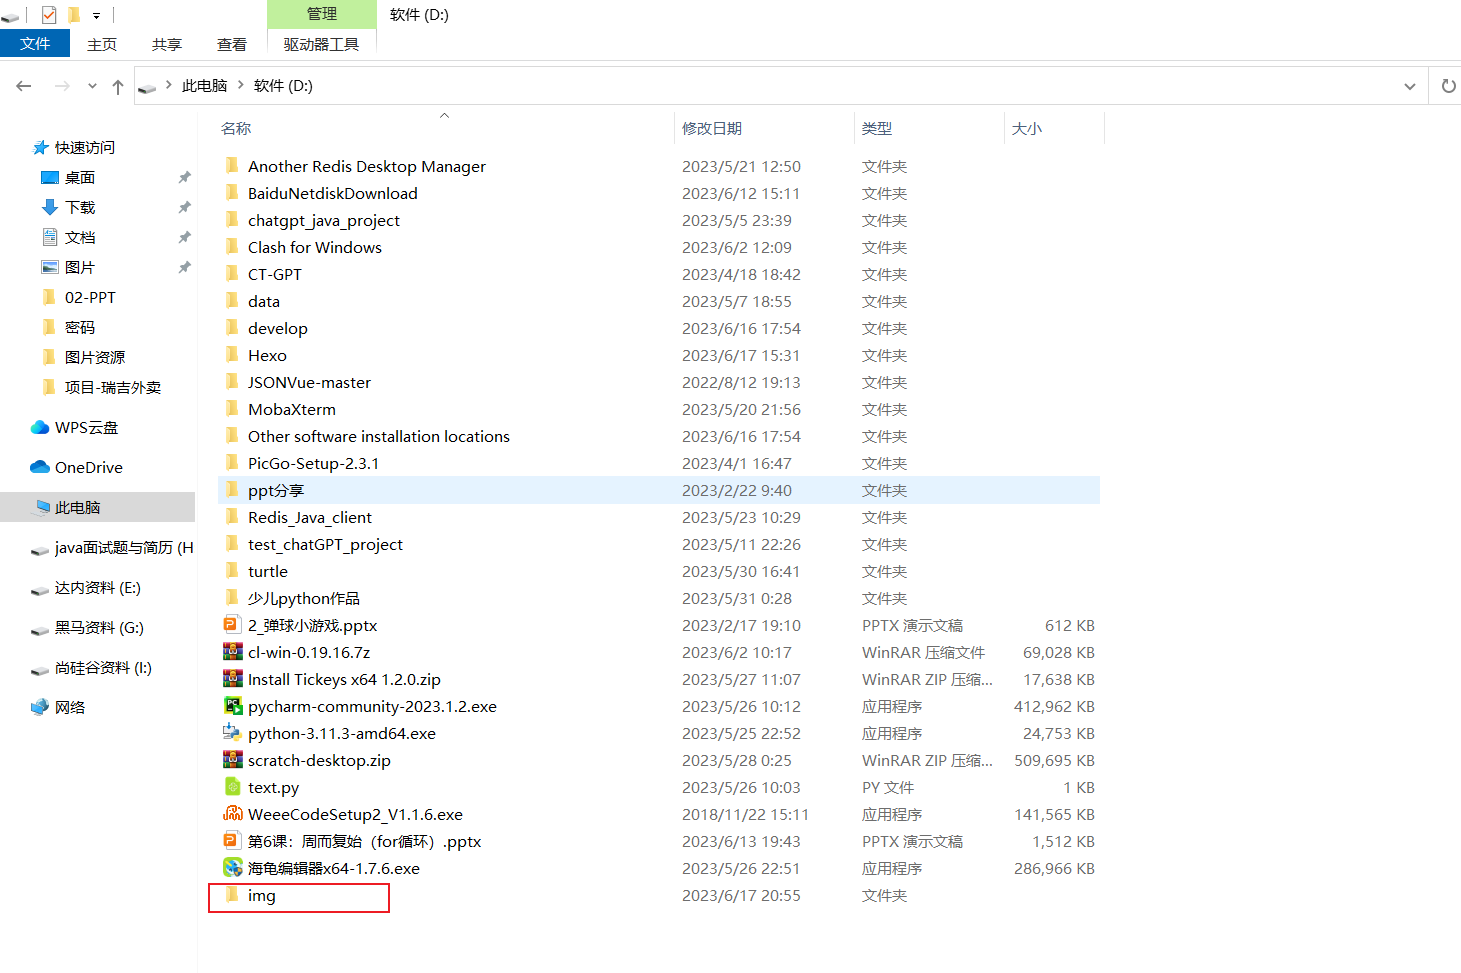 管理 软件 (D:)
文件 主页 共享 查看 驱动器工具
此电脑 软件 (D:)
名称 修改日期 类型 大小
快速访问
桌面
下载
文档
图片
02-PPT
密码
图片资源
项目-瑞吉外卖
WPS云盘
OneDrive
此电脑
java面试题与简历 (H
达内资料 (E:)
黑马资料 (G:)
尚硅谷资料 (I:)
网络
Another Redis Desktop Manager 2023/5/21 12:50 文件夹
BaiduNetdiskDownload 2023/6/12 15:11 文件夹
chatgpt_java_project 2023/5/5 23:39 文件夹
Clash for Windows 2023/6/2 12:09 文件夹
CT-GPT 2023/4/18 18:42 文件夹
data 2023/5/7 18:55 文件夹
develop 2023/6/16 17:54 文件夹
Hexo 2023/6/17 15:31 文件夹
JSONVue-master 2022/8/12 19:13 文件夹
MobaXterm 2023/5/20 21:56 文件夹
Other software installation locations 2023/6/16 17:54 文件夹
PicGo-Setup-2.3.1 2023/4/1 16:47 文件夹
ppt分享 2023/2/22 9:40 文件夹
Redis_Java_client 2023/5/23 10:29 文件夹
test_chatGPT_project 2023/5/11 22:26 文件夹
turtle 2023/5/30 16:41 文件夹
少儿python作品 2023/5/31 0:28 文件夹
2_弹球小游戏.pptx 2023/2/17 19:10 PPTX 演示文稿 612 KB
cl-win-0.19.16.7z 2023/6/2 10:17 WinRAR 压缩文件 69,028 KB
Install Tickeys x64 1.2.0.zip 2023/5/27 11:07 WinRAR ZIP 压缩... 17,638 KB
pycharm-community-2023.1.2.exe 2023/5/26 10:12 应用程序 412,962 KB
python-3.11.3-amd64.exe 2023/5/25 22:52 应用程序 24,753 KB
scratch-desktop.zip 2023/5/28 0:25 WinRAR ZIP 压缩... 509,695 KB
text.py 2023/5/26 10:03 PY 文件 1 KB
WeeeCodeSetup2_V1.1.6.exe 2018/11/22 15:11 应用程序 141,565 KB
第6课：周而复始（for循环）.pptx 2023/6/13 19:43 PPTX 演示文稿 1,512 KB
海龟编辑器x64-1.7.6.exe 2023/5/26 22:51 应用程序 286,966 KB
img 2023/6/17 20:55 文件夹